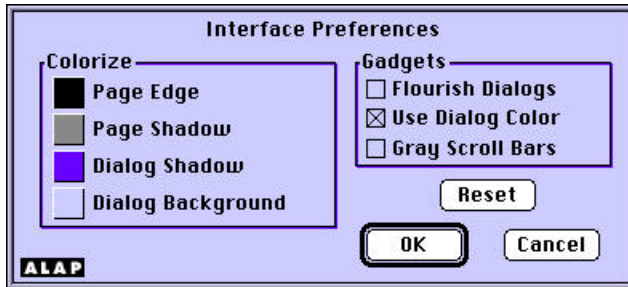 Interface Preferences
Colorize
Page Edge
Page Shadow
Dialog Shadow
Dialog Background
Gadgets
Flourish Dialogs
Use Dialog Color
Gray Scroll Bars
Reset
OK
Cancel
ALAP